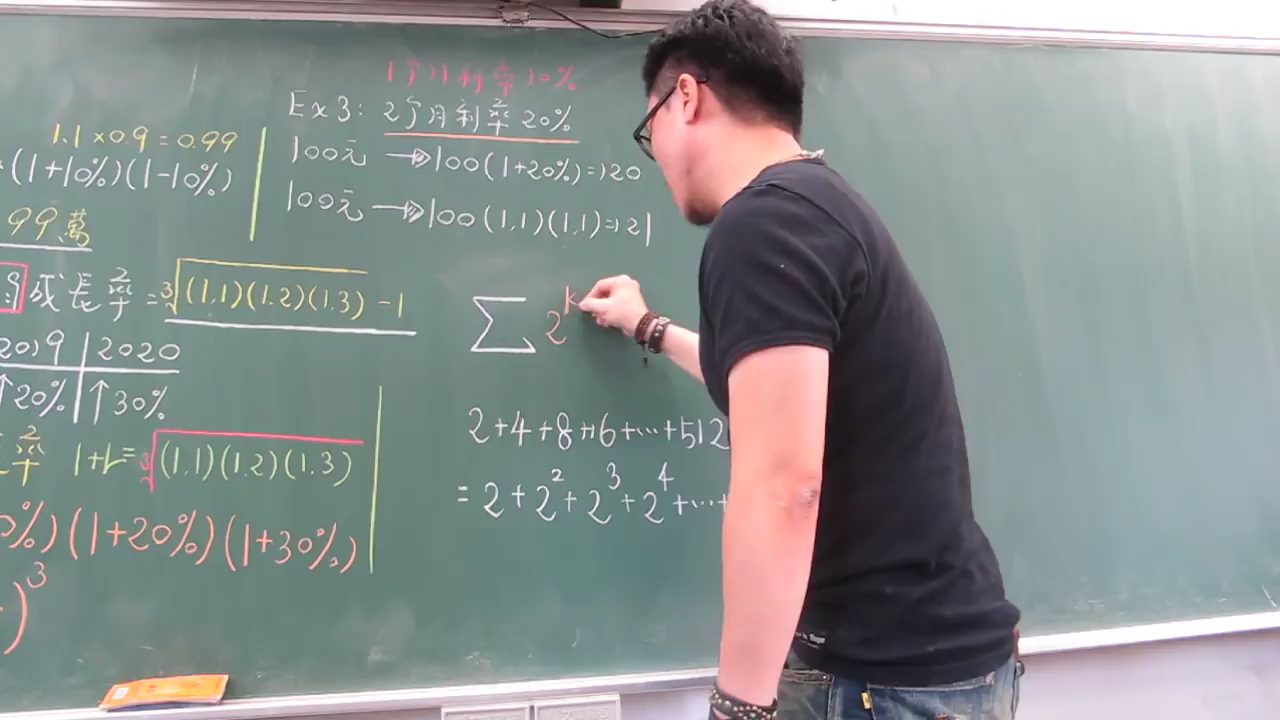 1.1×0.9=0.99
(1+10%)(1-10%)
99萬
成長率=∛(1.1)(1.2)(1.3) -1
2019 | 2020
↑20% | ↑30%
率 1+r=∛(1.1)(1.2)(1.3)
%)(1+20%)(1+30%)
)³
1个月利率10%
Ex3: 2个月利率20%
100元 → 100(1+20%)=120
100元 → 100(1.1)(1.1)=121
∑ 2ᵏ
2+4+8+16+…+512
= 2+2²+2³+2⁴+…+